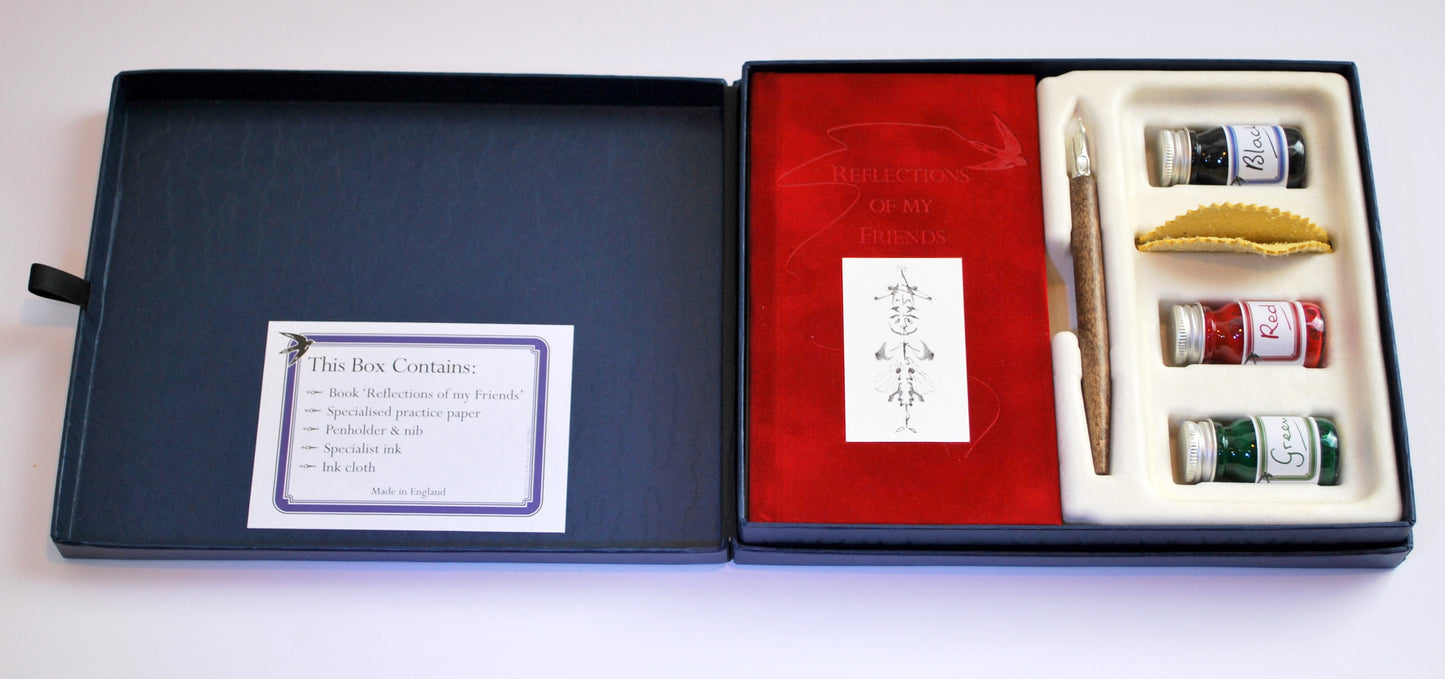 This Box Contains:
Book 'Reflections of my Friends'
Specialised practice paper
Penholder & nib
Specialist ink
Ink cloth
Made in England
REFLECTIONS
OF MY
FRIENDS
Black
Red
Green